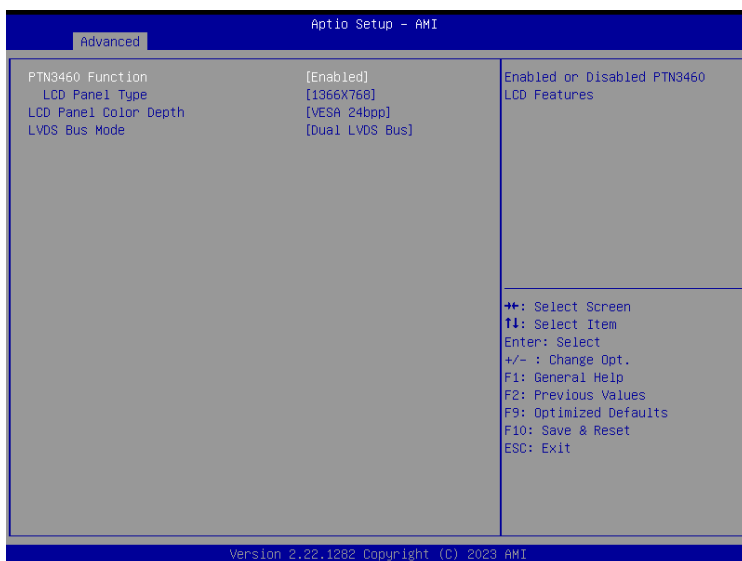 Aptio Setup – AMI
Advanced
PTN3460 Function [Enabled]
LCD Panel Type [1366X768]
LCD Panel Color Depth [VESA 24bpp]
LVDS Bus Mode [Dual LVDS Bus]
Enabled or Disabled PTN3460
LCD Features
→←: Select Screen
↑↓: Select Item
Enter: Select
+/- : Change Opt.
F1: General Help
F2: Previous Values
F9: Optimized Defaults
F10: Save & Reset
ESC: Exit
Version 2.22.1282 Copyright (C) 2023 AMI